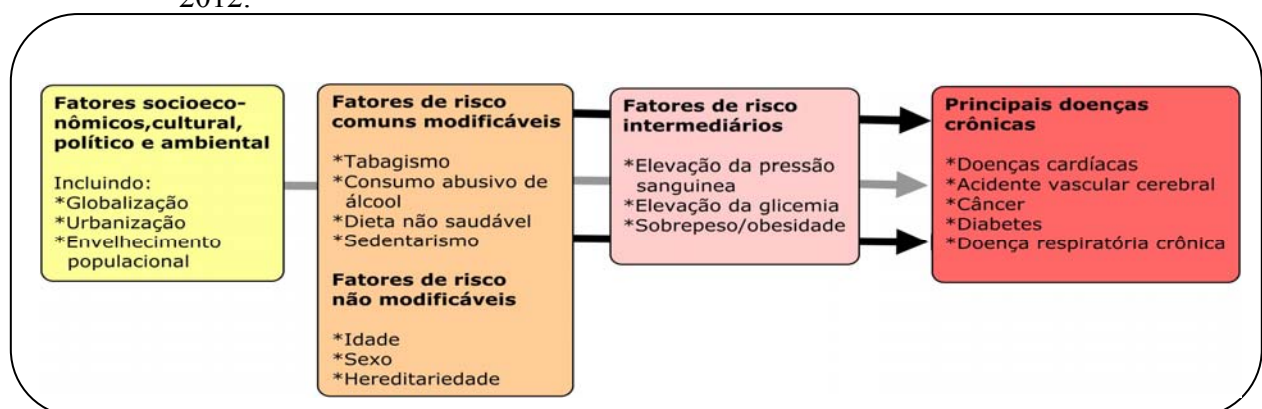 2012.
Fatores socioeco-
nômicos,cultural,
político e ambiental
Incluindo:
*Globalização
*Urbanização
*Envelhecimento
populacional
Fatores de risco
comuns modificáveis
*Tabagismo
*Consumo abusivo de
álcool
*Dieta não saudável
*Sedentarismo
Fatores de risco
não modificáveis
*Idade
*Sexo
*Hereditariedade
Fatores de risco
intermediários
*Elevação da pressão
sanguinea
*Elevação da glicemia
*Sobrepeso/obesidade
Principais doenças
crônicas
*Doenças cardíacas
*Acidente vascular cerebral
*Câncer
*Diabetes
*Doença respiratória crônica